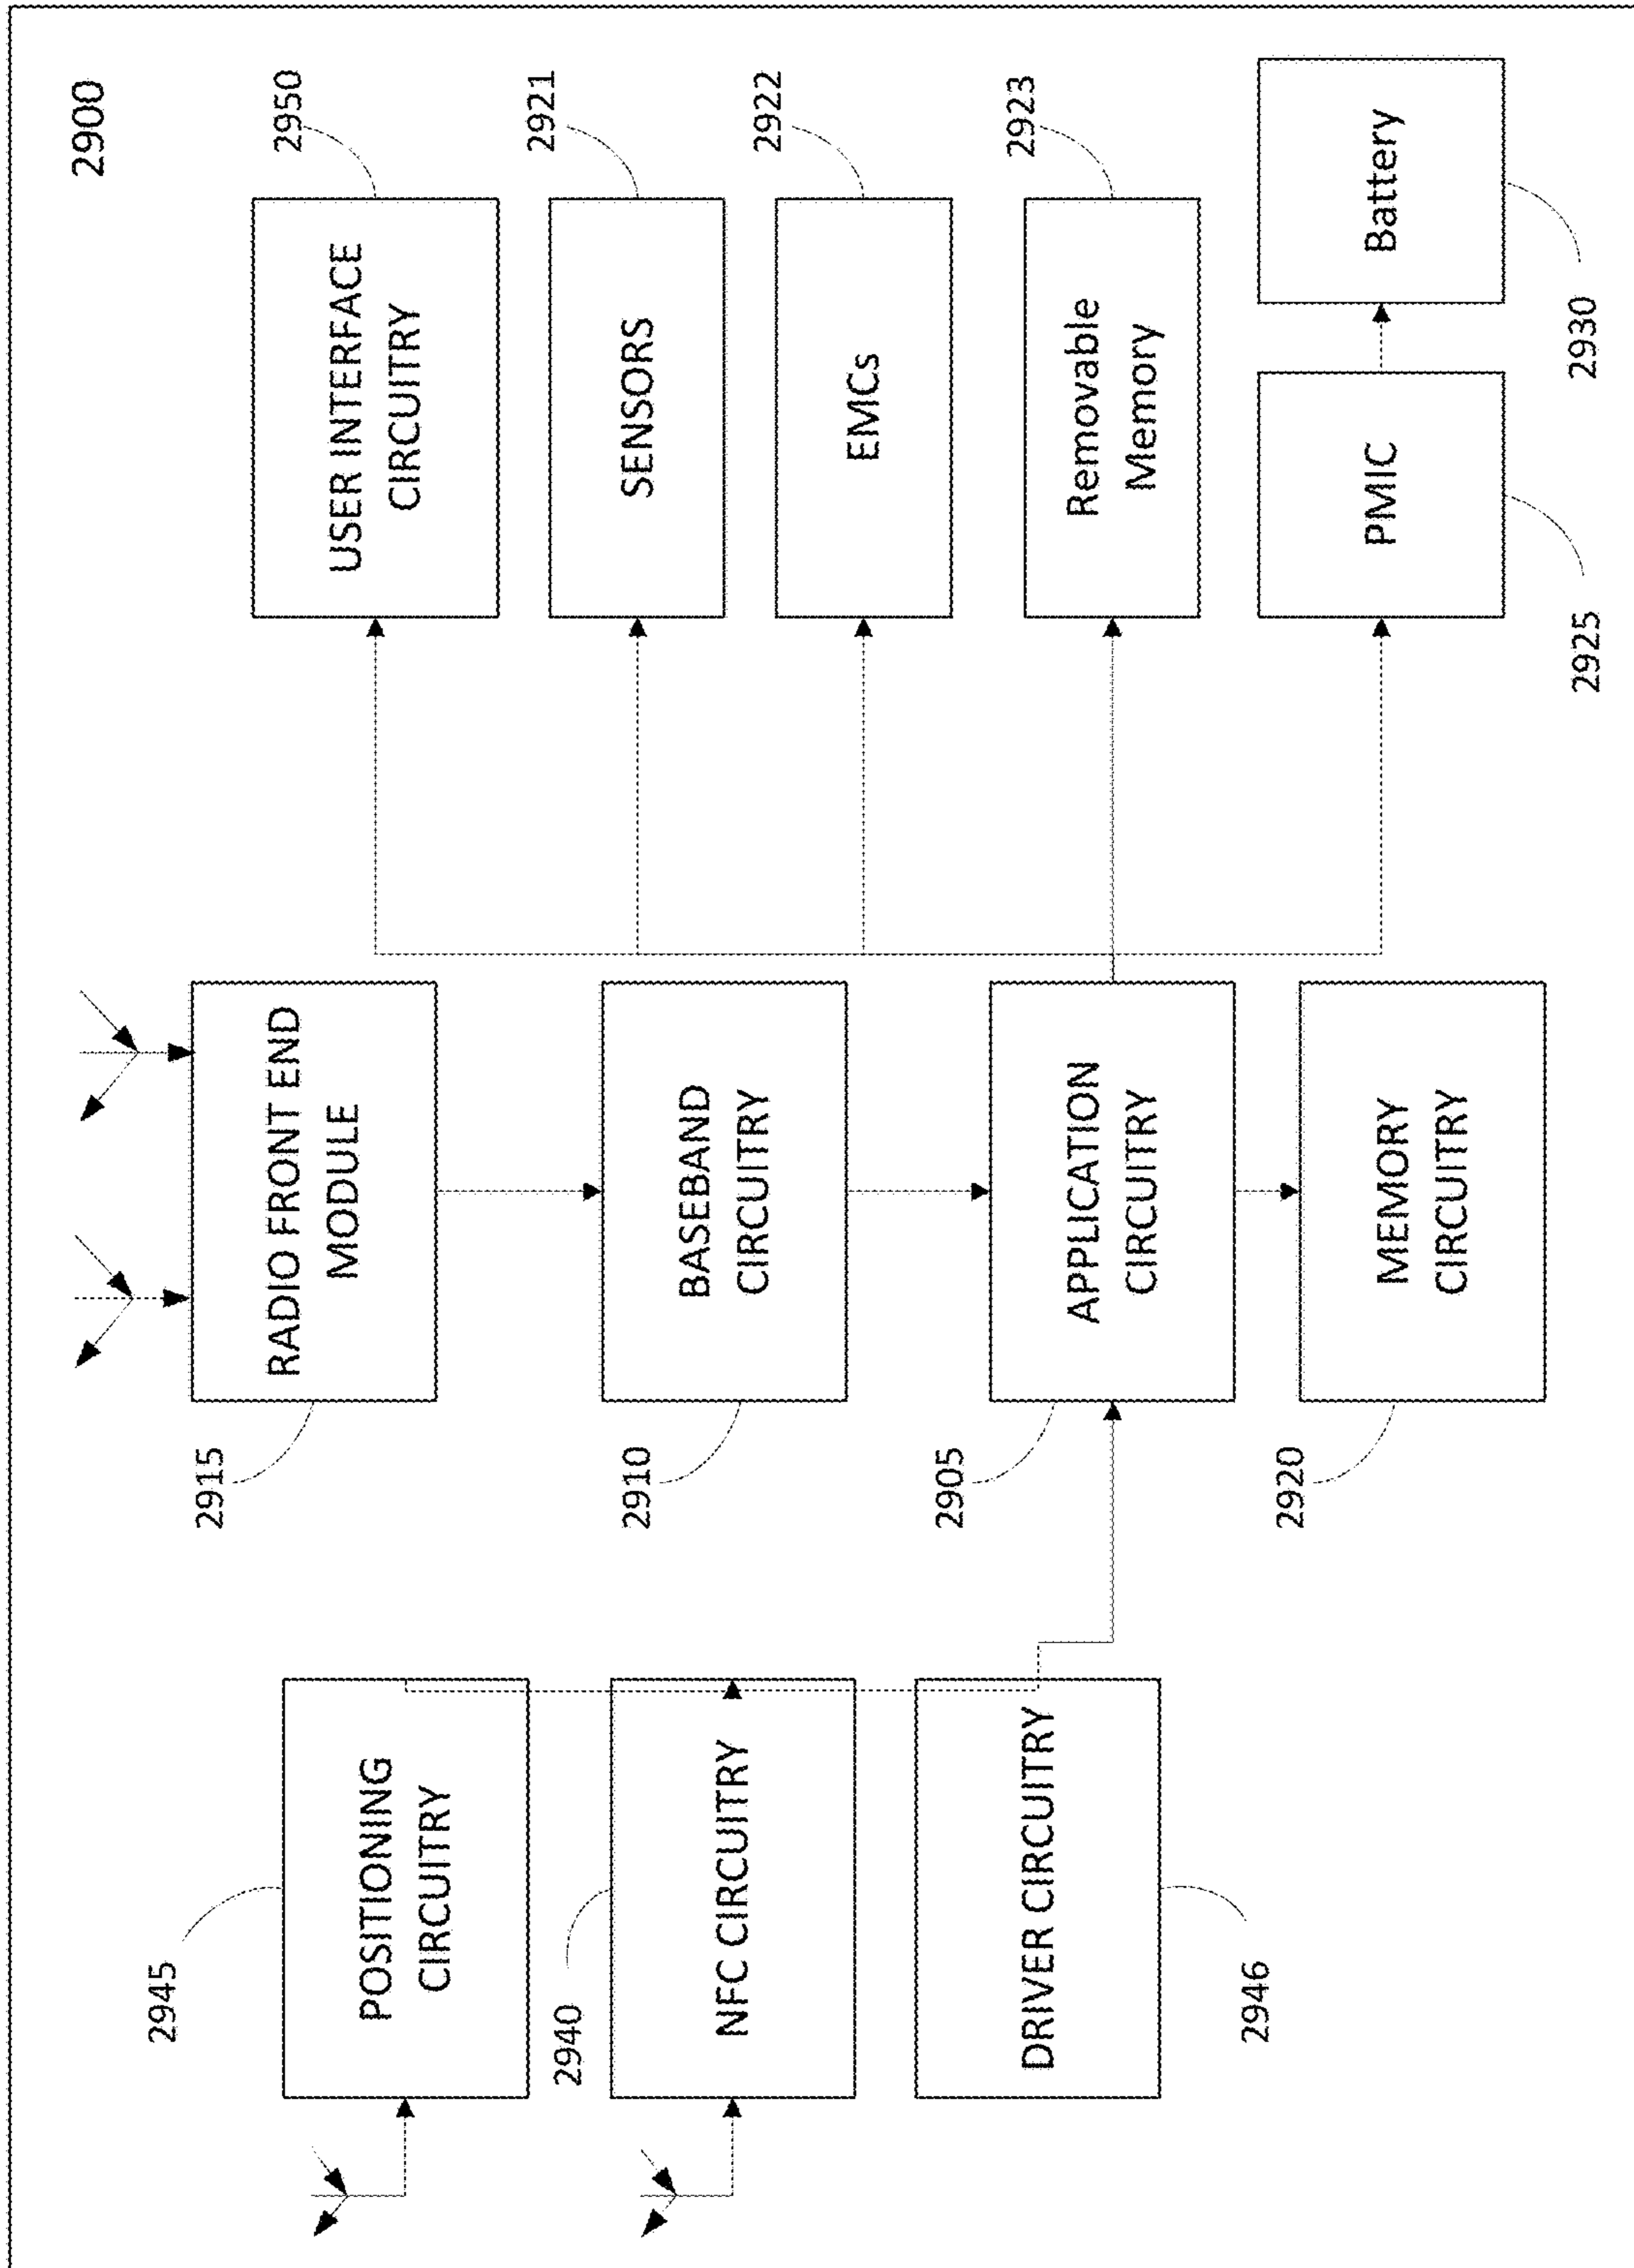 2900
2945
POSITIONING
CIRCUITRY
2940
NFC CIRCUITRY
DRIVER CIRCUITRY
2946
2915
RADIO FRONT END
MODULE
2910
BASEBAND
CIRCUITRY
2905
APPLICATION
CIRCUITRY
2920
MEMORY
CIRCUITRY
2950
USER INTERFACE
CIRCUITRY
2921
SENSORS
2922
EMCs
2923
Removable
Memory
PMIC
2925
Battery
2930